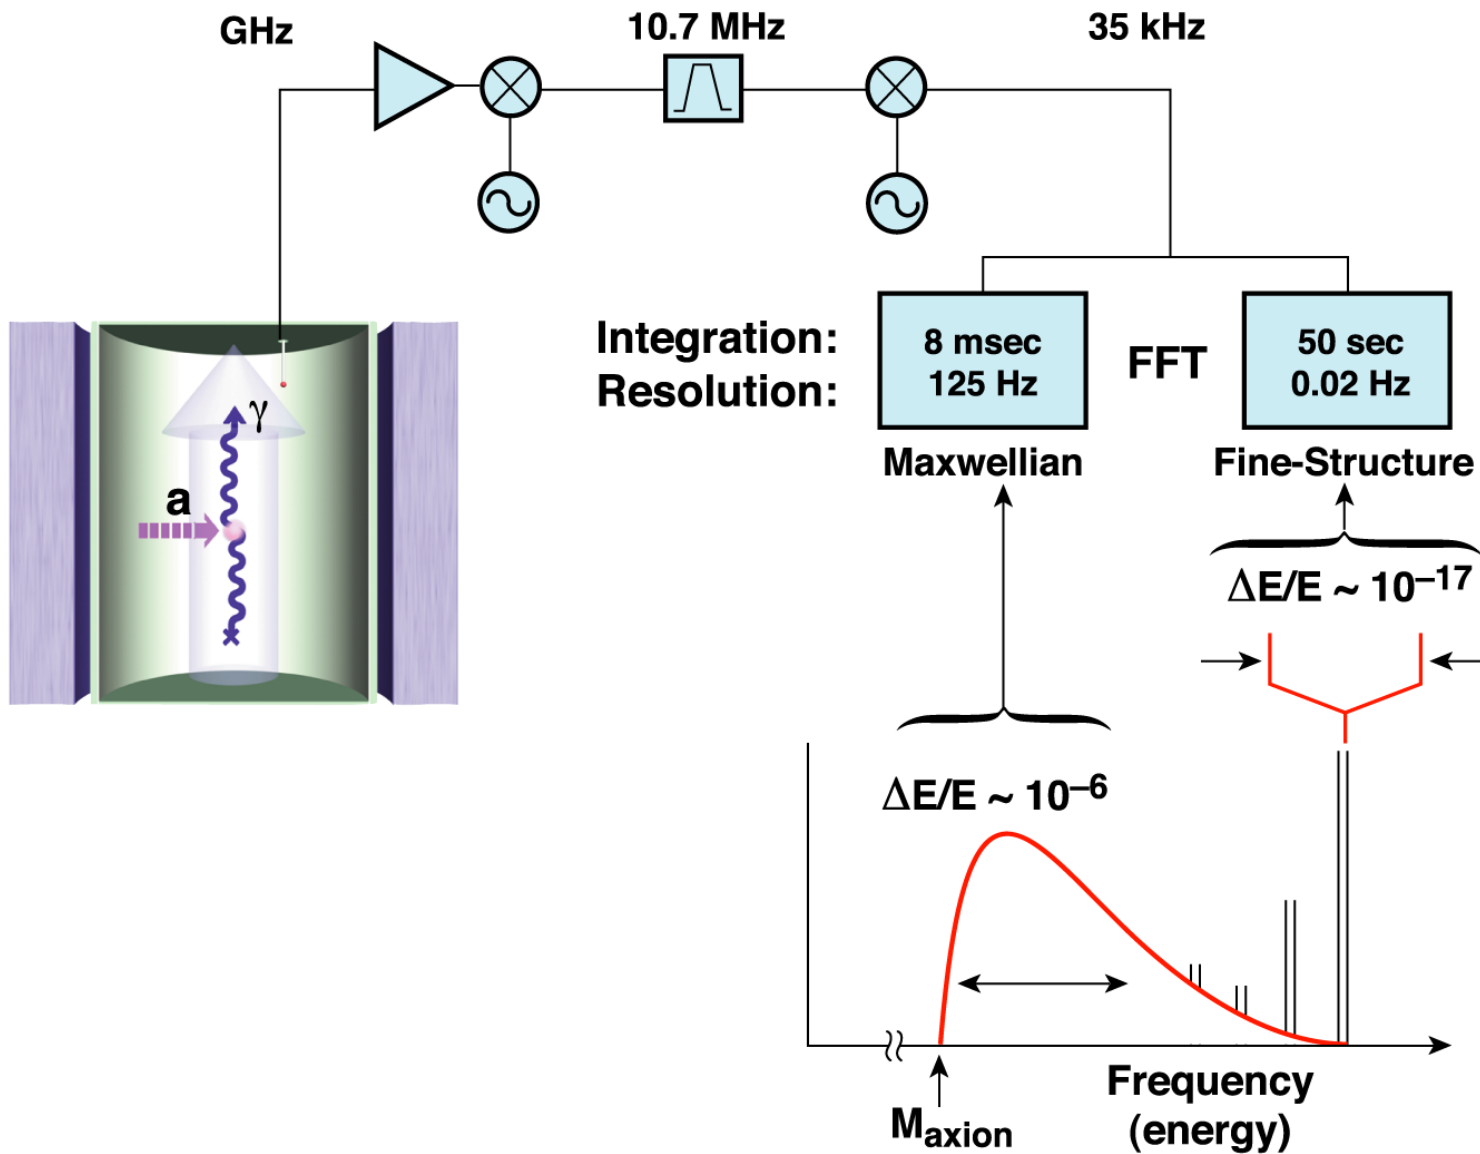 GHz
10.7 MHz
35 kHz
Integration:
Resolution:
8 msec
125 Hz
FFT
50 sec
0.02 Hz
Maxwellian
Fine-Structure
γ
a
ΔE/E ~ 10⁻¹⁷
ΔE/E ~ 10⁻⁶
Maxion
Frequency
(energy)